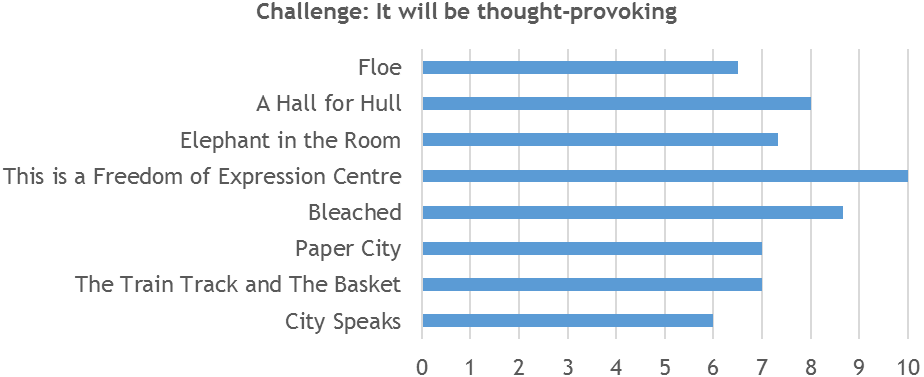 Challenge: It will be thought-provoking
Floe
A Hall for Hull
Elephant in the Room
This is a Freedom of Expression Centre
Bleached
Paper City
The Train Track and The Basket
City Speaks
0 1 2 3 4 5 6 7 8 9 10